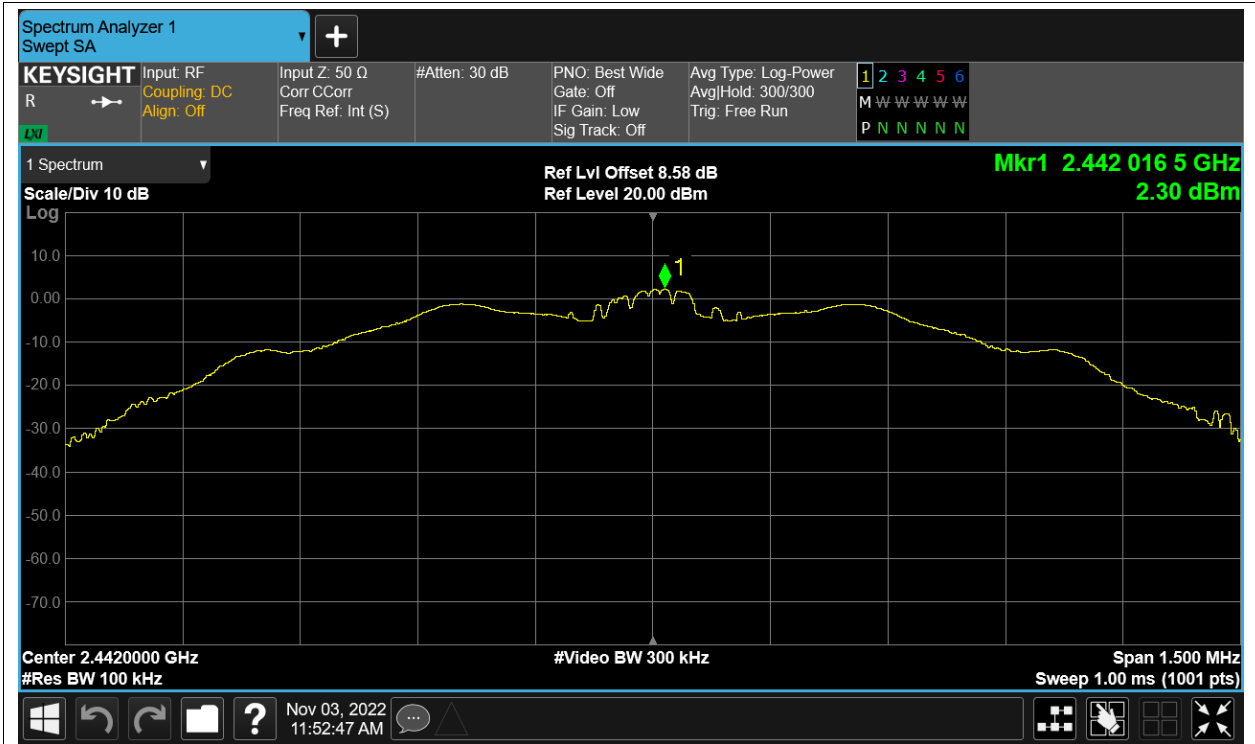 Spectrum Analyzer 1
Swept SA
KEYSIGHT
R
LXI
Input: RF
Coupling: DC
Align: Off
Input Z: 50 Ω
Corr CCorr
Freq Ref: Int (S)
#Atten: 30 dB
PNO: Best Wide
Gate: Off
IF Gain: Low
Sig Track: Off
Avg Type: Log-Power
Avg|Hold: 300/300
Trig: Free Run
1 2 3 4 5 6
M W W W W W
P N N N N N
1 Spectrum
Scale/Div 10 dB
Log
Ref Lvl Offset 8.58 dB
Ref Level 20.00 dBm
Mkr1 2.442 016 5 GHz
2.30 dBm
1
10.0
0.00
-10.0
-20.0
-30.0
-40.0
-50.0
-60.0
-70.0
Center 2.4420000 GHz
#Res BW 100 kHz
#Video BW 300 kHz
Span 1.500 MHz
Sweep 1.00 ms (1001 pts)
?
Nov 03, 2022
11:52:47 AM